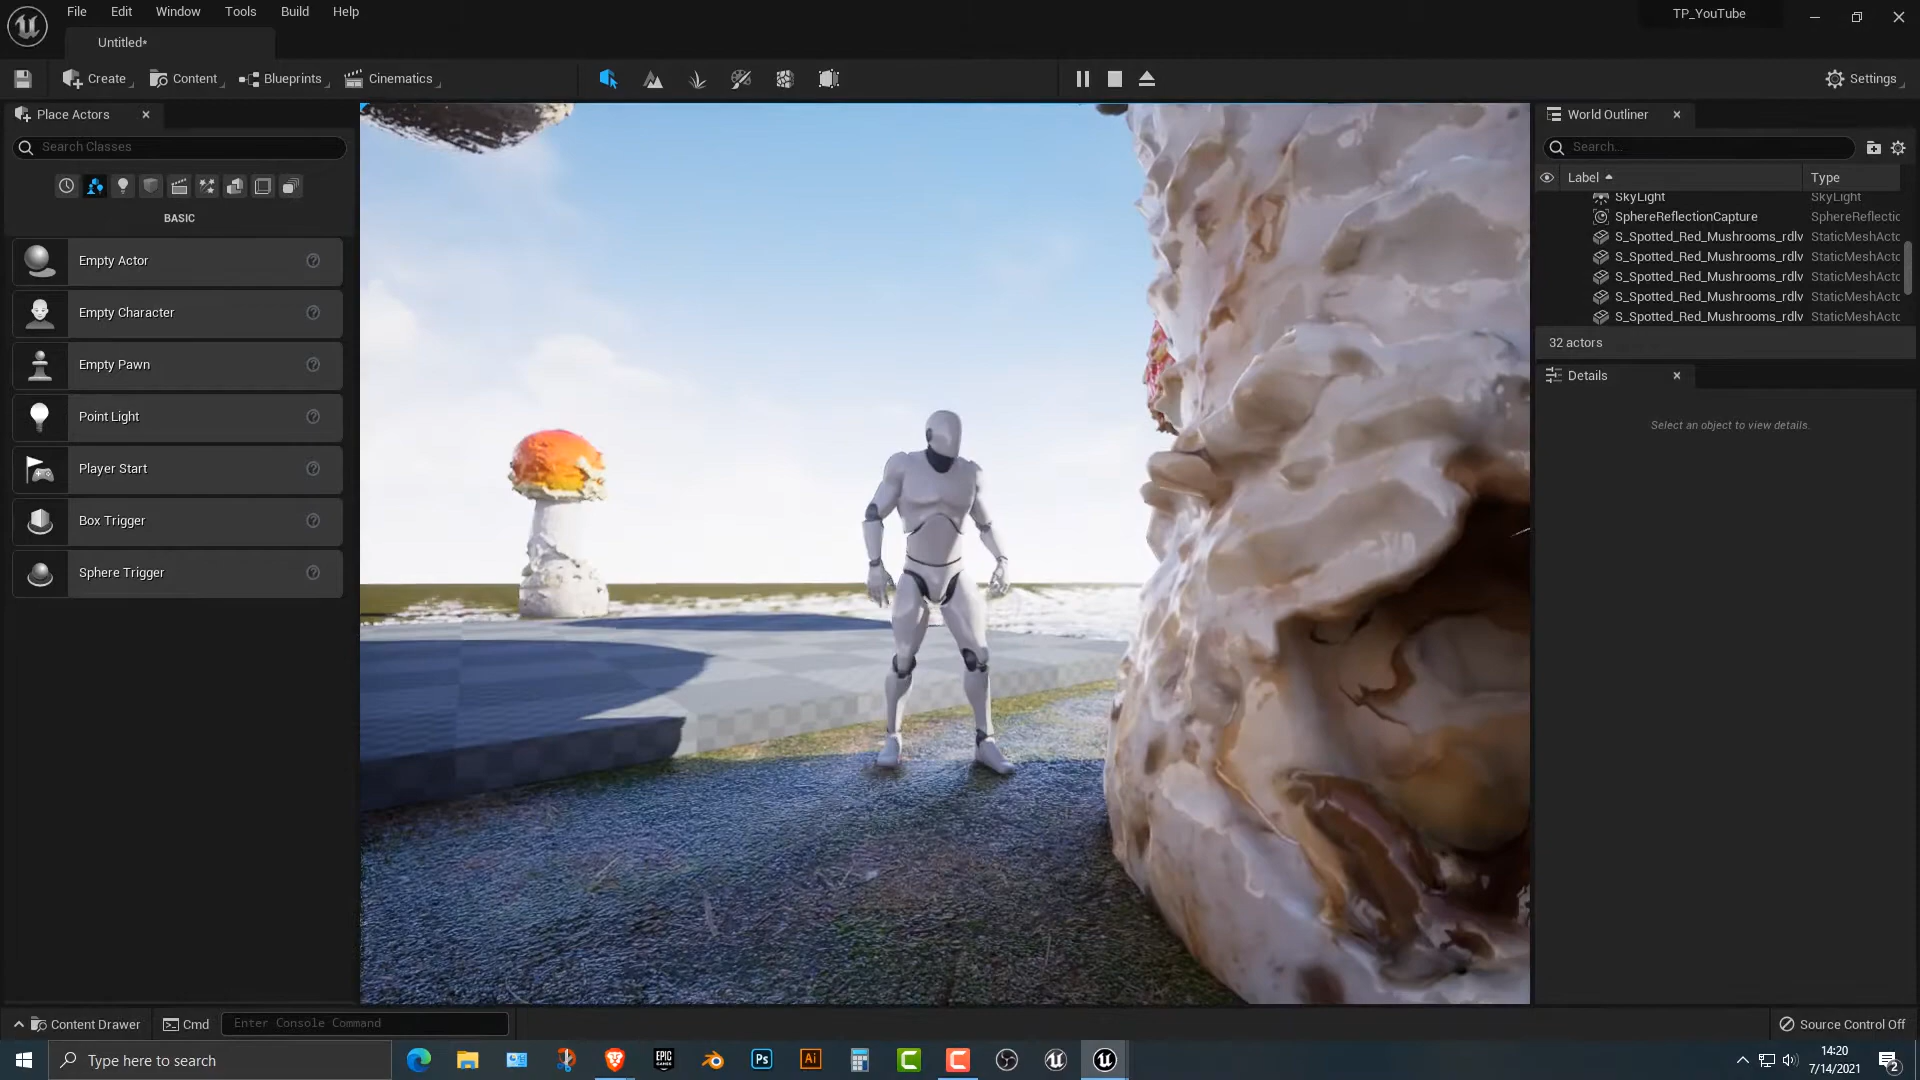 File Edit Window Tools Build Help
TP_YouTube
Untitled*
Create
Content
Blueprints
Cinematics
Settings
Place Actors
Search Classes
BASIC
Empty Actor
Empty Character
Empty Pawn
Point Light
Player Start
Box Trigger
Sphere Trigger
World Outliner
Search...
Label Type
SkyLight SkyLight
SphereReflectionCapture SphereReflectic
S_Spotted_Red_Mushrooms_rdlv StaticMeshActc
S_Spotted_Red_Mushrooms_rdlv StaticMeshActc
S_Spotted_Red_Mushrooms_rdlv StaticMeshActc
S_Spotted_Red_Mushrooms_rdlv StaticMeshActc
S_Spotted_Red_Mushrooms_rdlv StaticMeshActc
32 actors
Details
Select an object to view details.
Content Drawer
Cmd
Enter Console Command
Source Control Off
Type here to search
EPIC GAMES
Ps
Ai
14:20
7/14/2021
2